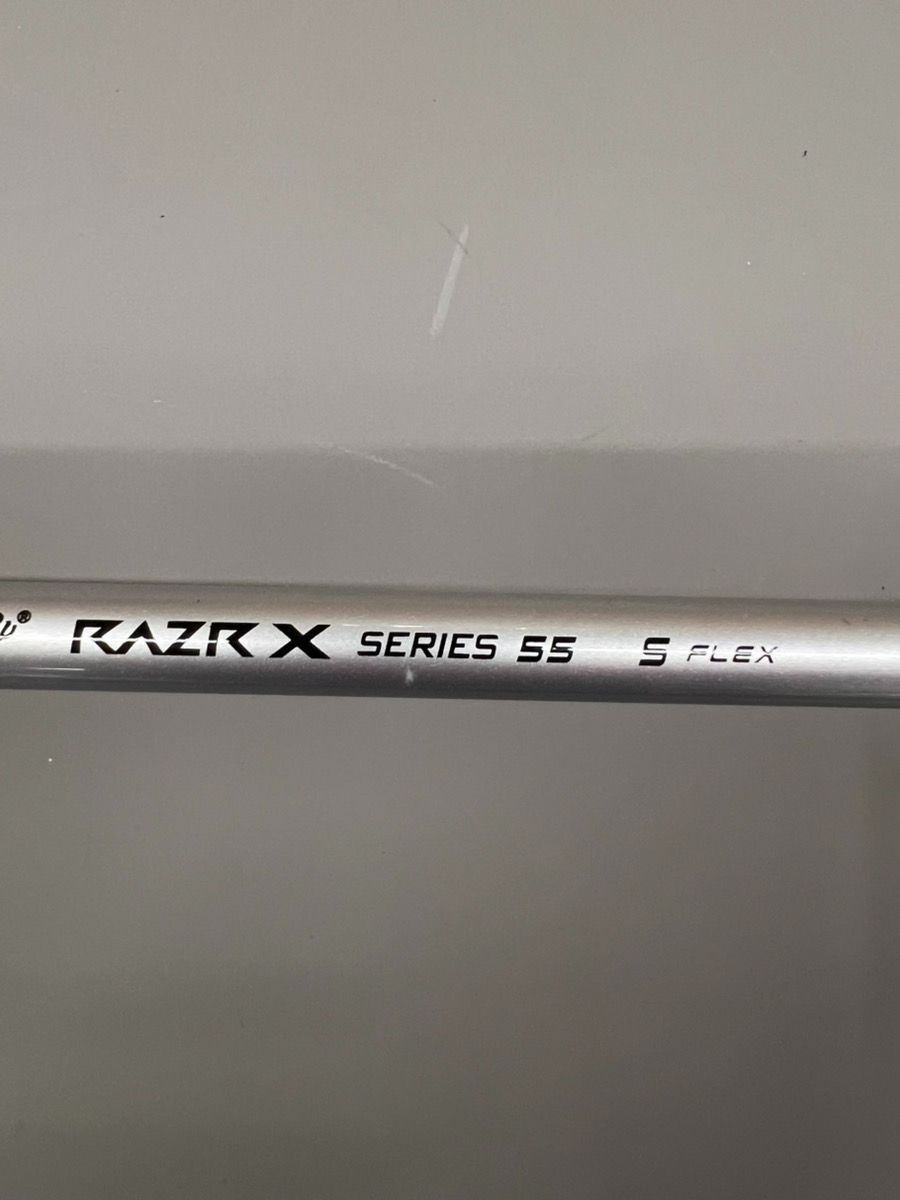 ® RAZR X SERIES 55 S FLEX